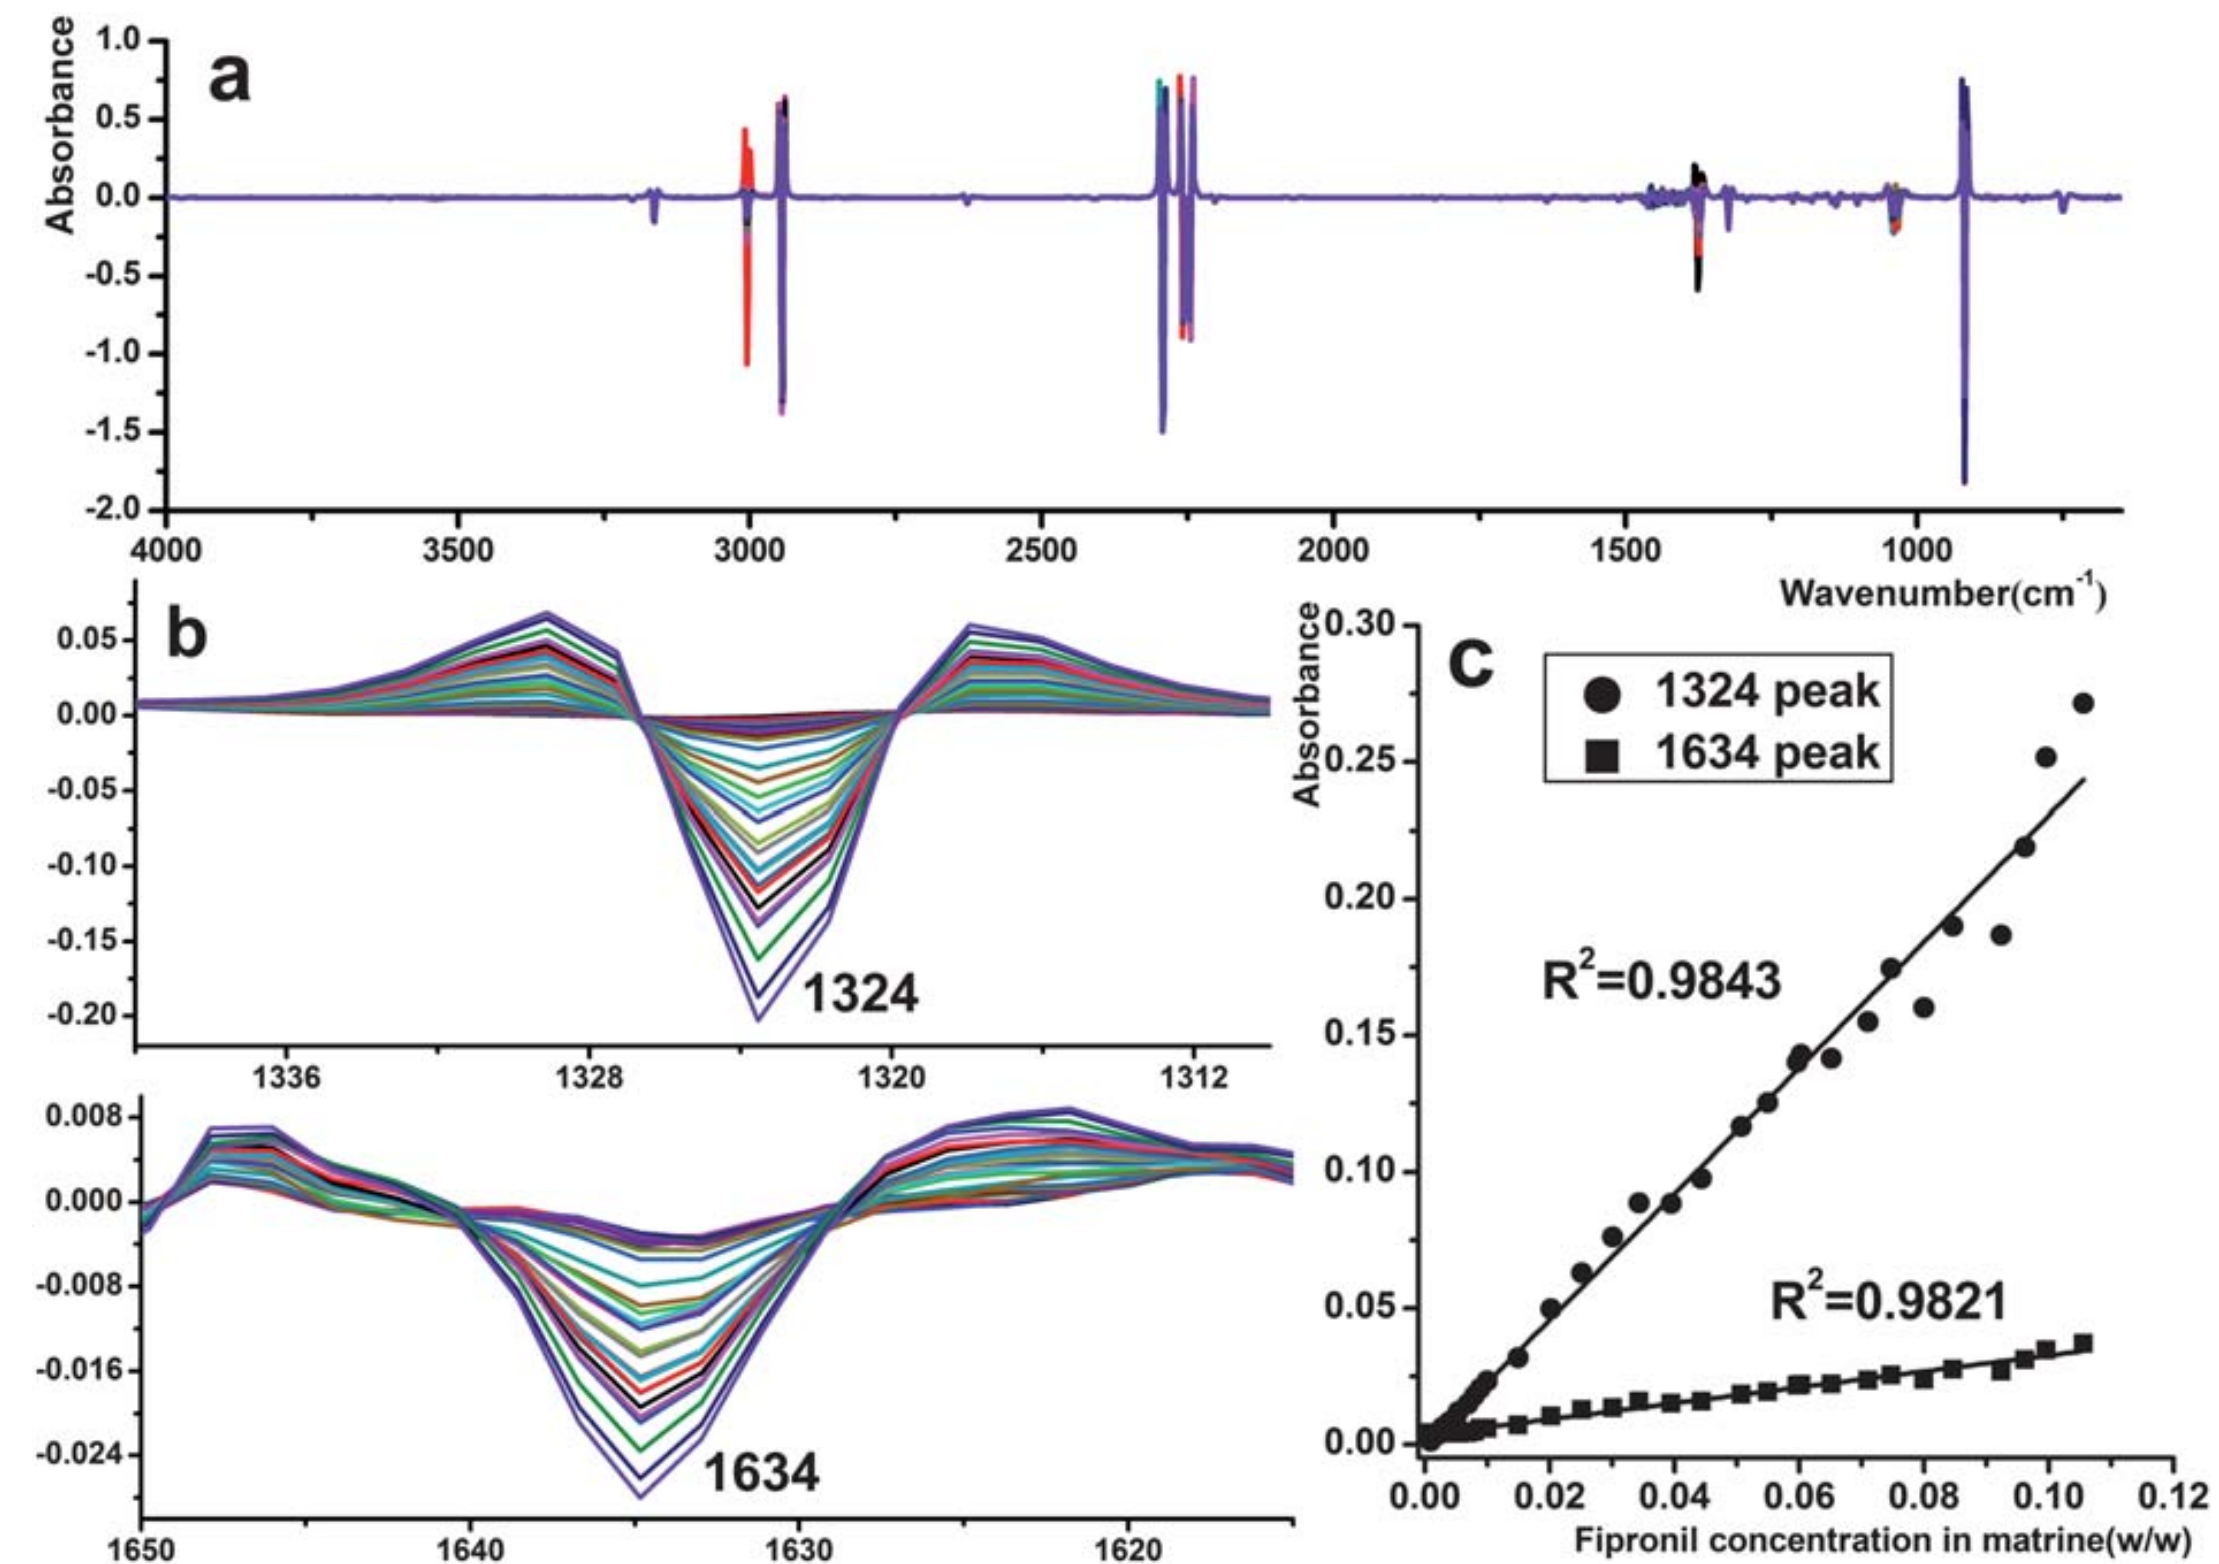 Absorbance
a
1.0
0.5
0.0
-0.5
-1.0
-1.5
-2.0
4000 3500 3000 2500 2000 1500 1000
Wavenumber(cm⁻¹)
b
0.05
0.00
-0.05
-0.10
-0.15
-0.20
1324
1336 1328 1320 1312
0.008
0.000
-0.008
-0.016
-0.024
1634
1650 1640 1630 1620
Absorbance
c
1324 peak
1634 peak
0.30
0.25
0.20
0.15
0.10
0.05
0.00
R²=0.9843
R²=0.9821
0.00 0.02 0.04 0.06 0.08 0.10 0.12
Fipronil concentration in matrine(w/w)